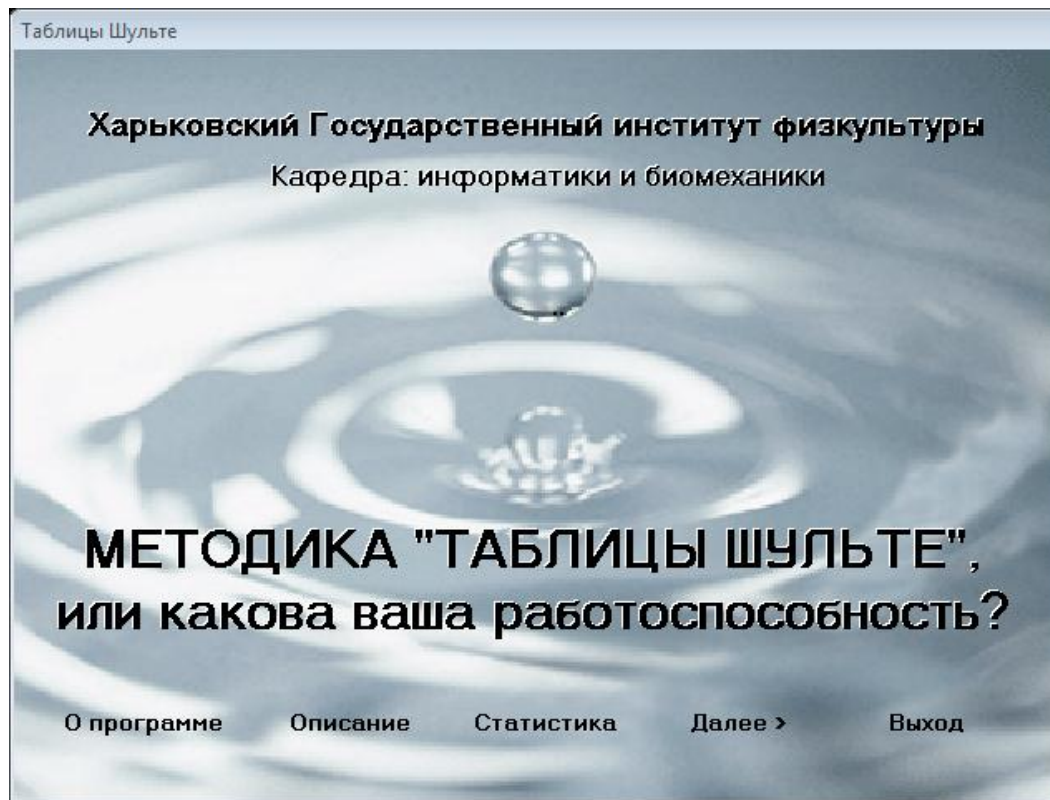 Таблицы Шульте
Харьковский Государственный институт физкультуры
Кафедра: информатики и биомеханики
МЕТОДИКА "ТАБЛИЦЫ ШУЛЬТЕ",
или какова ваша работоспособность?
О программе Описание Статистика Далее > Выход